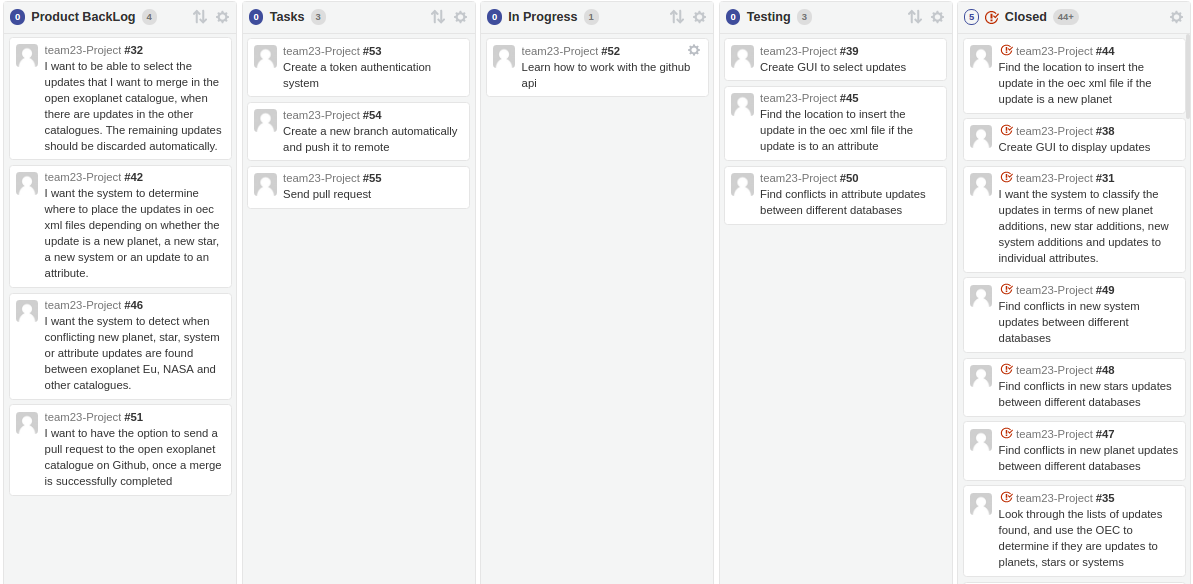 0 Product BackLog 4
team23-Project #32
I want to be able to select the
updates that I want to merge in the
open exoplanet catalogue, when
there are updates in the other
catalogues. The remaining updates
should be discarded automatically.
team23-Project #42
I want the system to determine
where to place the updates in oec
xml files depending on whether the
update is a new planet, a new star,
a new system or an update to an
attribute.
team23-Project #46
I want the system to detect when
conflicting new planet, star, system
or attribute updates are found
between exoplanet Eu, NASA and
other catalogues.
team23-Project #51
I want to have the option to send a
pull request to the open exoplanet
catalogue on Github, once a merge
is successfully completed
0 Tasks 3
team23-Project #53
Create a token authentication
system
team23-Project #54
Create a new branch automatically
and push it to remote
team23-Project #55
Send pull request
0 In Progress 1
team23-Project #52
Learn how to work with the github
api
0 Testing 3
team23-Project #39
Create GUI to select updates
team23-Project #45
Find the location to insert the
update in the oec xml file if the
update is to an attribute
team23-Project #50
Find conflicts in attribute updates
between different databases
5 Closed 44+
team23-Project #44
Find the location to insert the
update in the oec xml file if the
update is a new planet
team23-Project #38
Create GUI to display updates
team23-Project #31
I want the system to classify the
updates in terms of new planet
additions, new star additions, new
system additions and updates to
individual attributes.
team23-Project #49
Find conflicts in new system
updates between different
databases
team23-Project #48
Find conflicts in new stars updates
between different databases
team23-Project #47
Find conflicts in new planet updates
between different databases
team23-Project #35
Look through the lists of updates
found, and use the OEC to
determine if they are updates to
planets, stars or systems